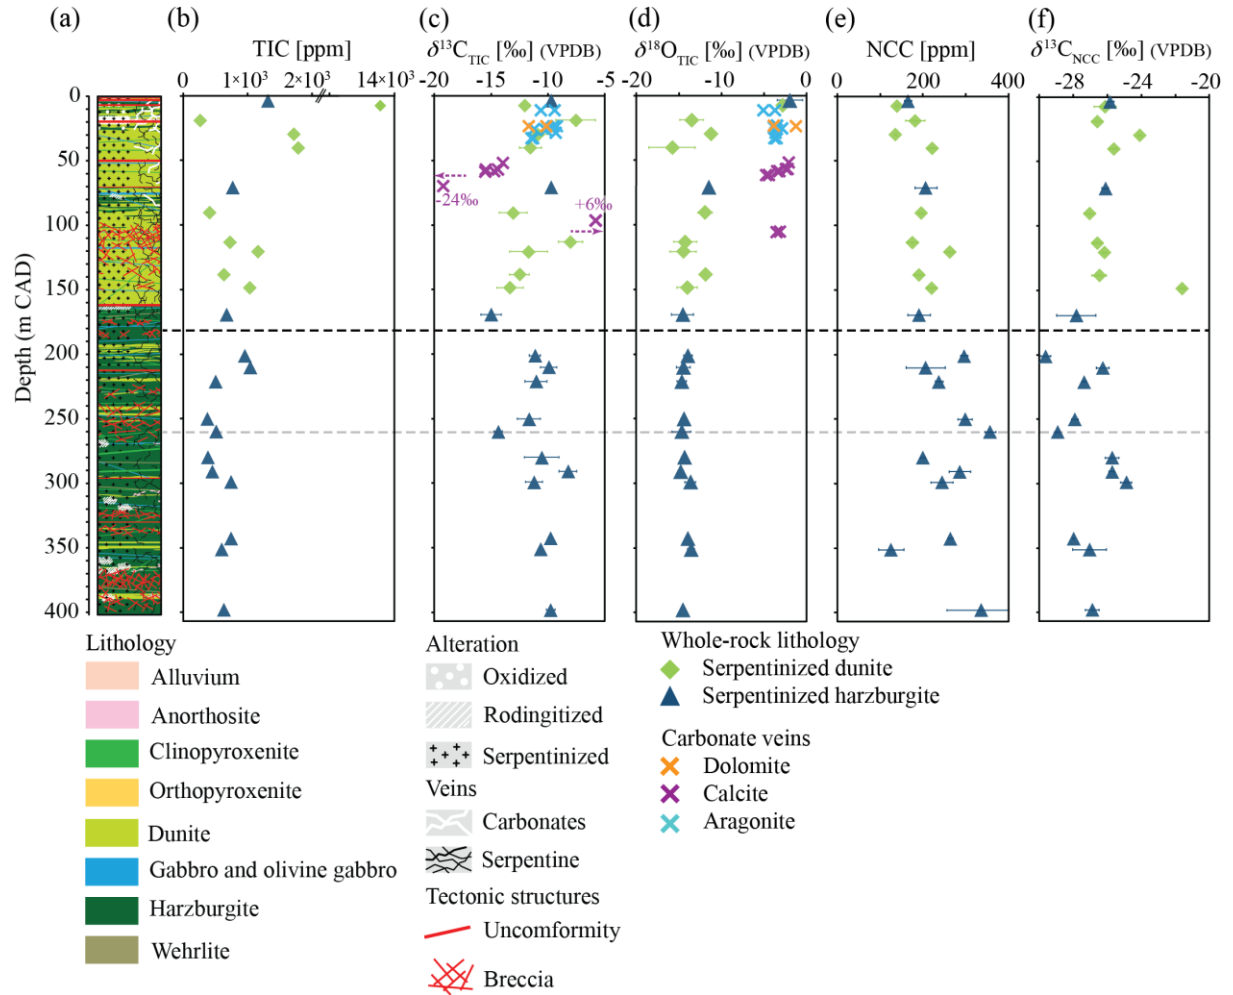 (a)
(b)
(c)
(d)
(e)
(f)
TIC [ppm]
δ¹³C_TIC [‰] (VPDB)
δ¹⁸O_TIC [‰] (VPDB)
NCC [ppm]
δ¹³C_NCC [‰] (VPDB)
0 1×10³ 2×10³ 14×10³
-20 -15 -10 -5
-20 -10 0
0 200 400
-28 -24 -20
Depth (m CAD)
0
50
100
150
200
250
300
350
400
-24‰
+6‰
Lithology
Alluvium
Anorthosite
Clinopyroxenite
Orthopyroxenite
Dunite
Gabbro and olivine gabbro
Harzburgite
Wehrlite
Alteration
Oxidized
Rodingitized
Serpentinized
Veins
Carbonates
Serpentine
Tectonic structures
Uncomformity
Breccia
Whole-rock lithology
Serpentinized dunite
Serpentinized harzburgite
Carbonate veins
Dolomite
Calcite
Aragonite